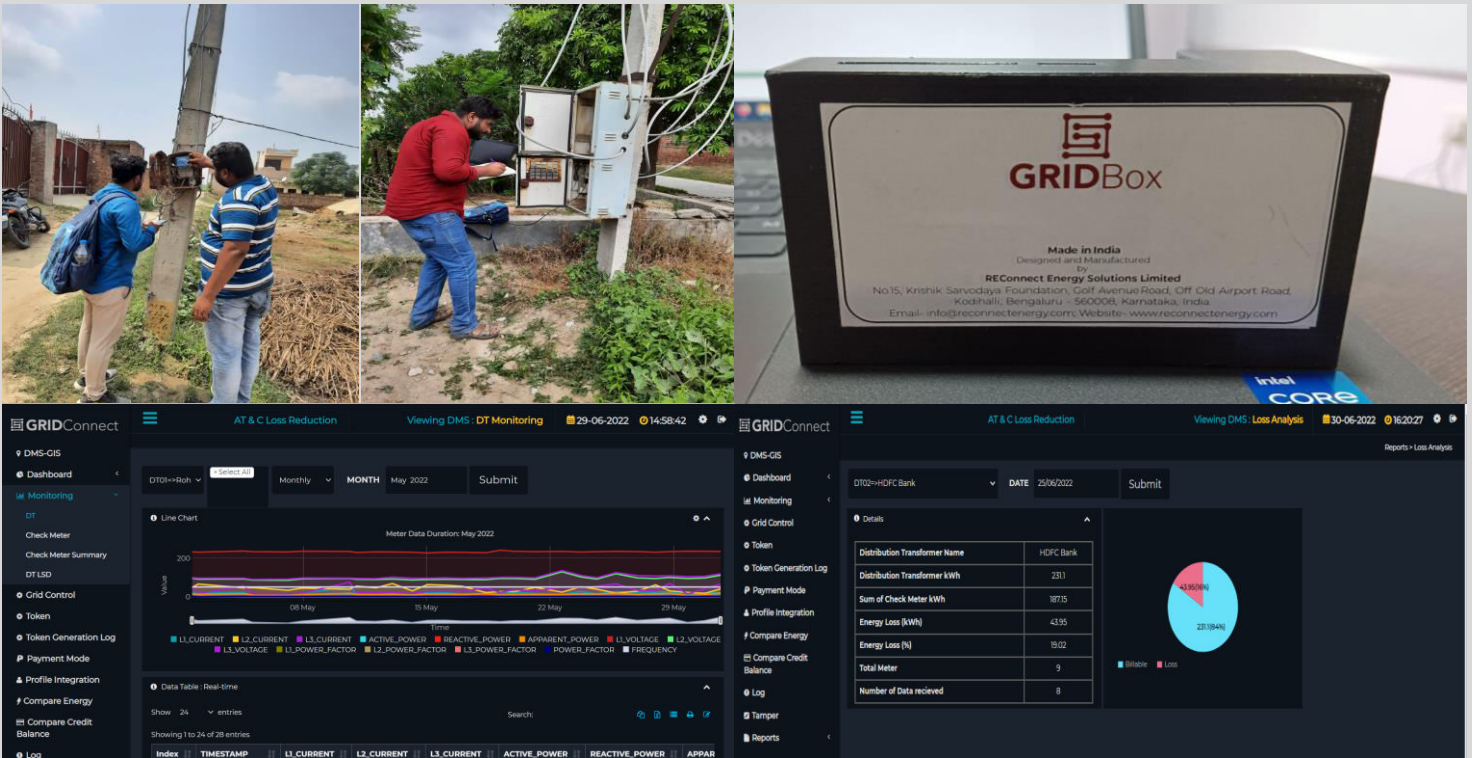 GRIDBox
Made in India
Designed and Manufactured
by
REConnect Energy Solutions Limited
No.15, Krishik Sarvodaya Foundation, Golf Avenue Road, Off Old Airport Road,
Kodihalli, Bengaluru - 560008, Karnataka, India.
Email- info@reconnectenergy.com; Website- www.reconnectenergy.com
intel
CORE
GRIDConnect
AT & C Loss Reduction
Viewing DMS : DT Monitoring
29-06-2022
14:58:42
DMS-GIS
Dashboard
Monitoring
DT
Check Meter
Check Meter Summary
DT LSD
Grid Control
Token
Token Generation Log
Payment Mode
Profile Integration
Compare Energy
Compare Credit
Balance
Log
DT01=>Roh
× Select All
Monthly
MONTH
May 2022
Submit
Line Chart
Meter Data Duration: May 2022
Value
200
0
08 May
15 May
22 May
29 May
Time
L1_CURRENT L2_CURRENT L3_CURRENT ACTIVE_POWER REACTIVE_POWER APPARENT_POWER L1_VOLTAGE L2_VOLTAGE
L3_VOLTAGE L1_POWER_FACTOR L2_POWER_FACTOR L3_POWER_FACTOR POWER_FACTOR FREQUENCY
Data Table : Real-time
Show 24 entries
Search:
Showing 1 to 24 of 28 entries
Index TIMESTAMP L1_CURRENT L2_CURRENT L3_CURRENT ACTIVE_POWER REACTIVE_POWER APPAR
GRIDConnect
AT & C Loss Reduction
Viewing DMS : Loss Analysis
30-06-2022
16:20:27
Reports > Loss Analysis
DMS-GIS
Dashboard
Monitoring
Grid Control
Token
Token Generation Log
Payment Mode
Profile Integration
Compare Energy
Compare Credit
Balance
Log
Tamper
Reports
DT02=>HDFC Bank
DATE
25/06/2022
Submit
Details
Distribution Transformer Name HDFC Bank
Distribution Transformer kWh 231.1
Sum of Check Meter kWh 187.15
Energy Loss (kWh) 43.95
Energy Loss (%) 19.02
Total Meter 9
Number of Data recieved 8
43.95(16%)
231.1(84%)
Billable Loss